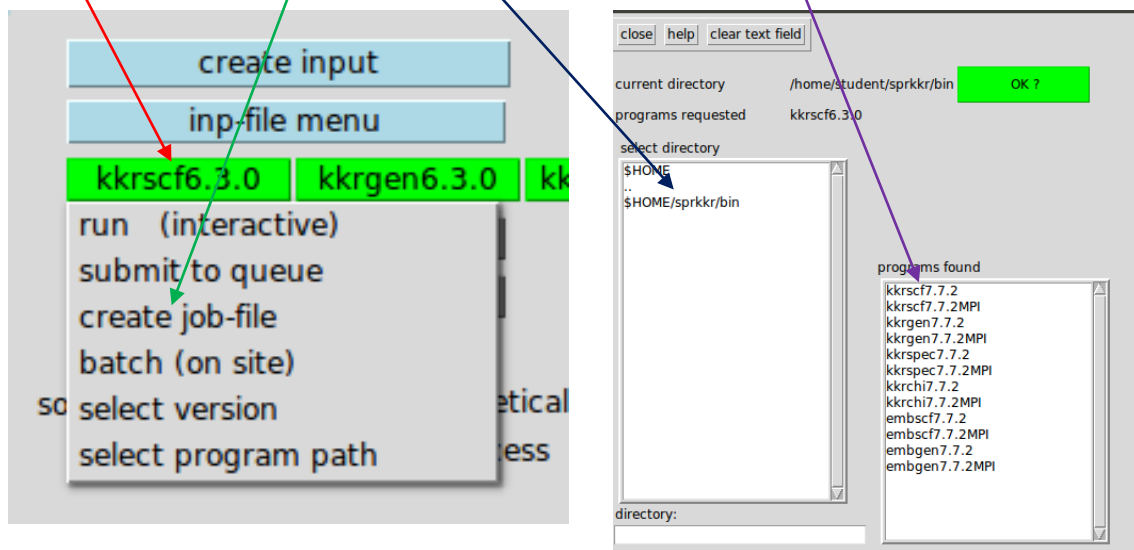 create input
inp-file menu
kkrscf6.3.0 kkrgen6.3.0 kk
run (interactive)
submit to queue
create job-file
batch (on site)
select version
select program path
so
etical
ess
close help clear text field
current directory /home/student/sprkkr/bin OK ?
programs requested kkrscf6.3.0
select directory
$HOME
..
$HOME/sprkkr/bin
programs found
kkrscf7.7.2
kkrscf7.7.2MPI
kkrgen7.7.2
kkrgen7.7.2MPI
kkrspec7.7.2
kkrspec7.7.2MPI
kkrchi7.7.2
kkrchi7.7.2MPI
embscf7.7.2
embscf7.7.2MPI
embgen7.7.2
embgen7.7.2MPI
directory: